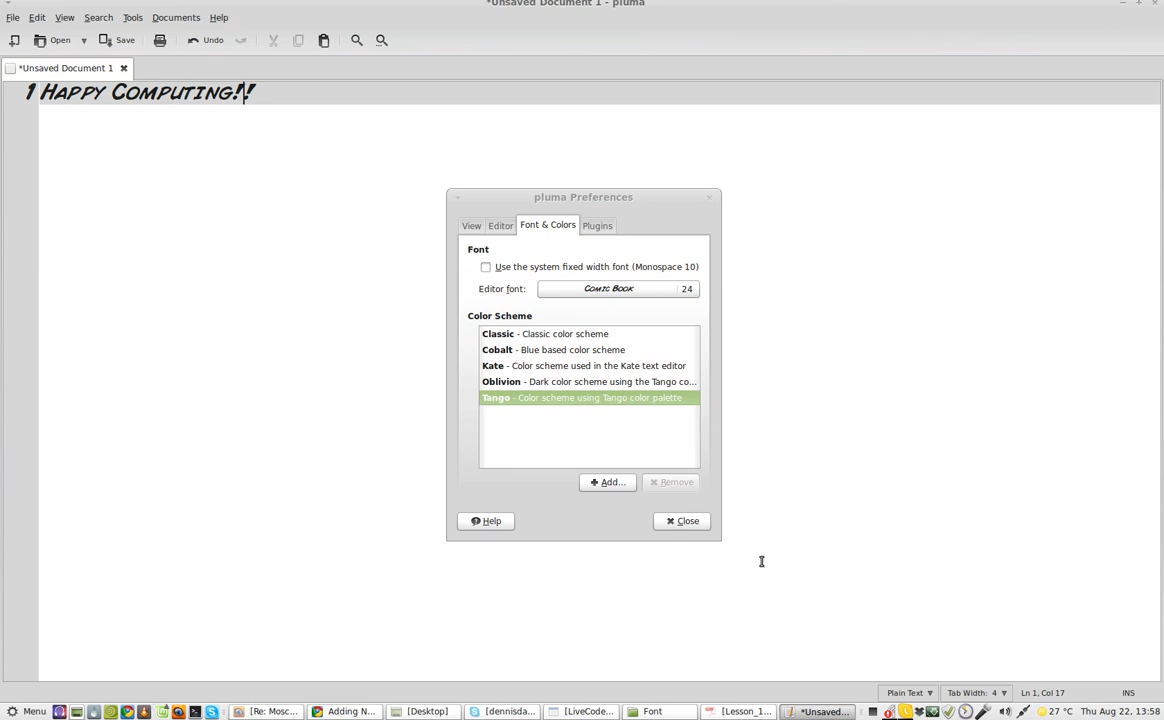 *Unsaved Document 1 - pluma
File Edit View Search Tools Documents Help
Open Save Undo
*Unsaved Document 1
1 Happy Computing!!
pluma Preferences
View Editor Font & Colors Plugins
Font
Use the system fixed width font (Monospace 10)
Editor font: Comic Book 24
Color Scheme
Classic - Classic color scheme
Cobalt - Blue based color scheme
Kate - Color scheme used in the Kate text editor
Oblivion - Dark color scheme using the Tango co...
Tango - Color scheme using Tango color palette
Add... Remove
Help Close
Plain Text Tab Width: 4 Ln 1, Col 17 INS
Menu [Re: Mosc... Adding N... [Desktop] [dennisda... [LiveCode... Font [Lesson_1... *Unsaved... 27 °C Thu Aug 22, 13:58